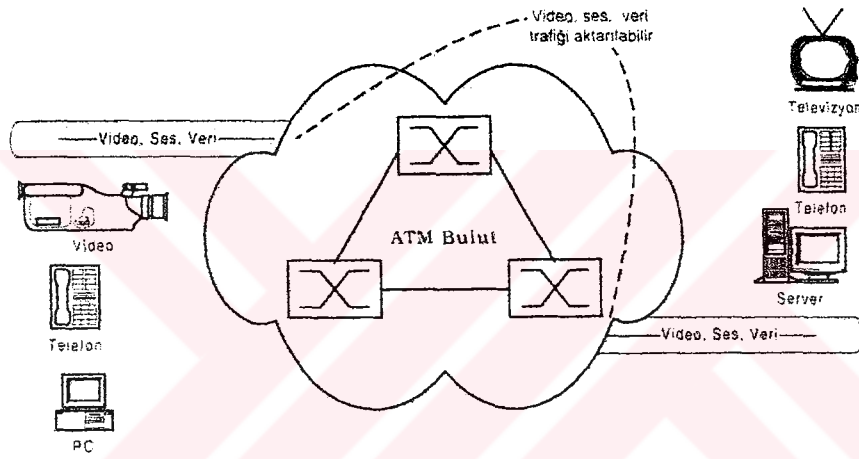 Video, ses, veri
trafiği aktarılabilir
Televizyon
Video, Ses, Veri
Telefon
Video
ATM Bulut
Server
Telefon
Video, Ses, Veri
PC